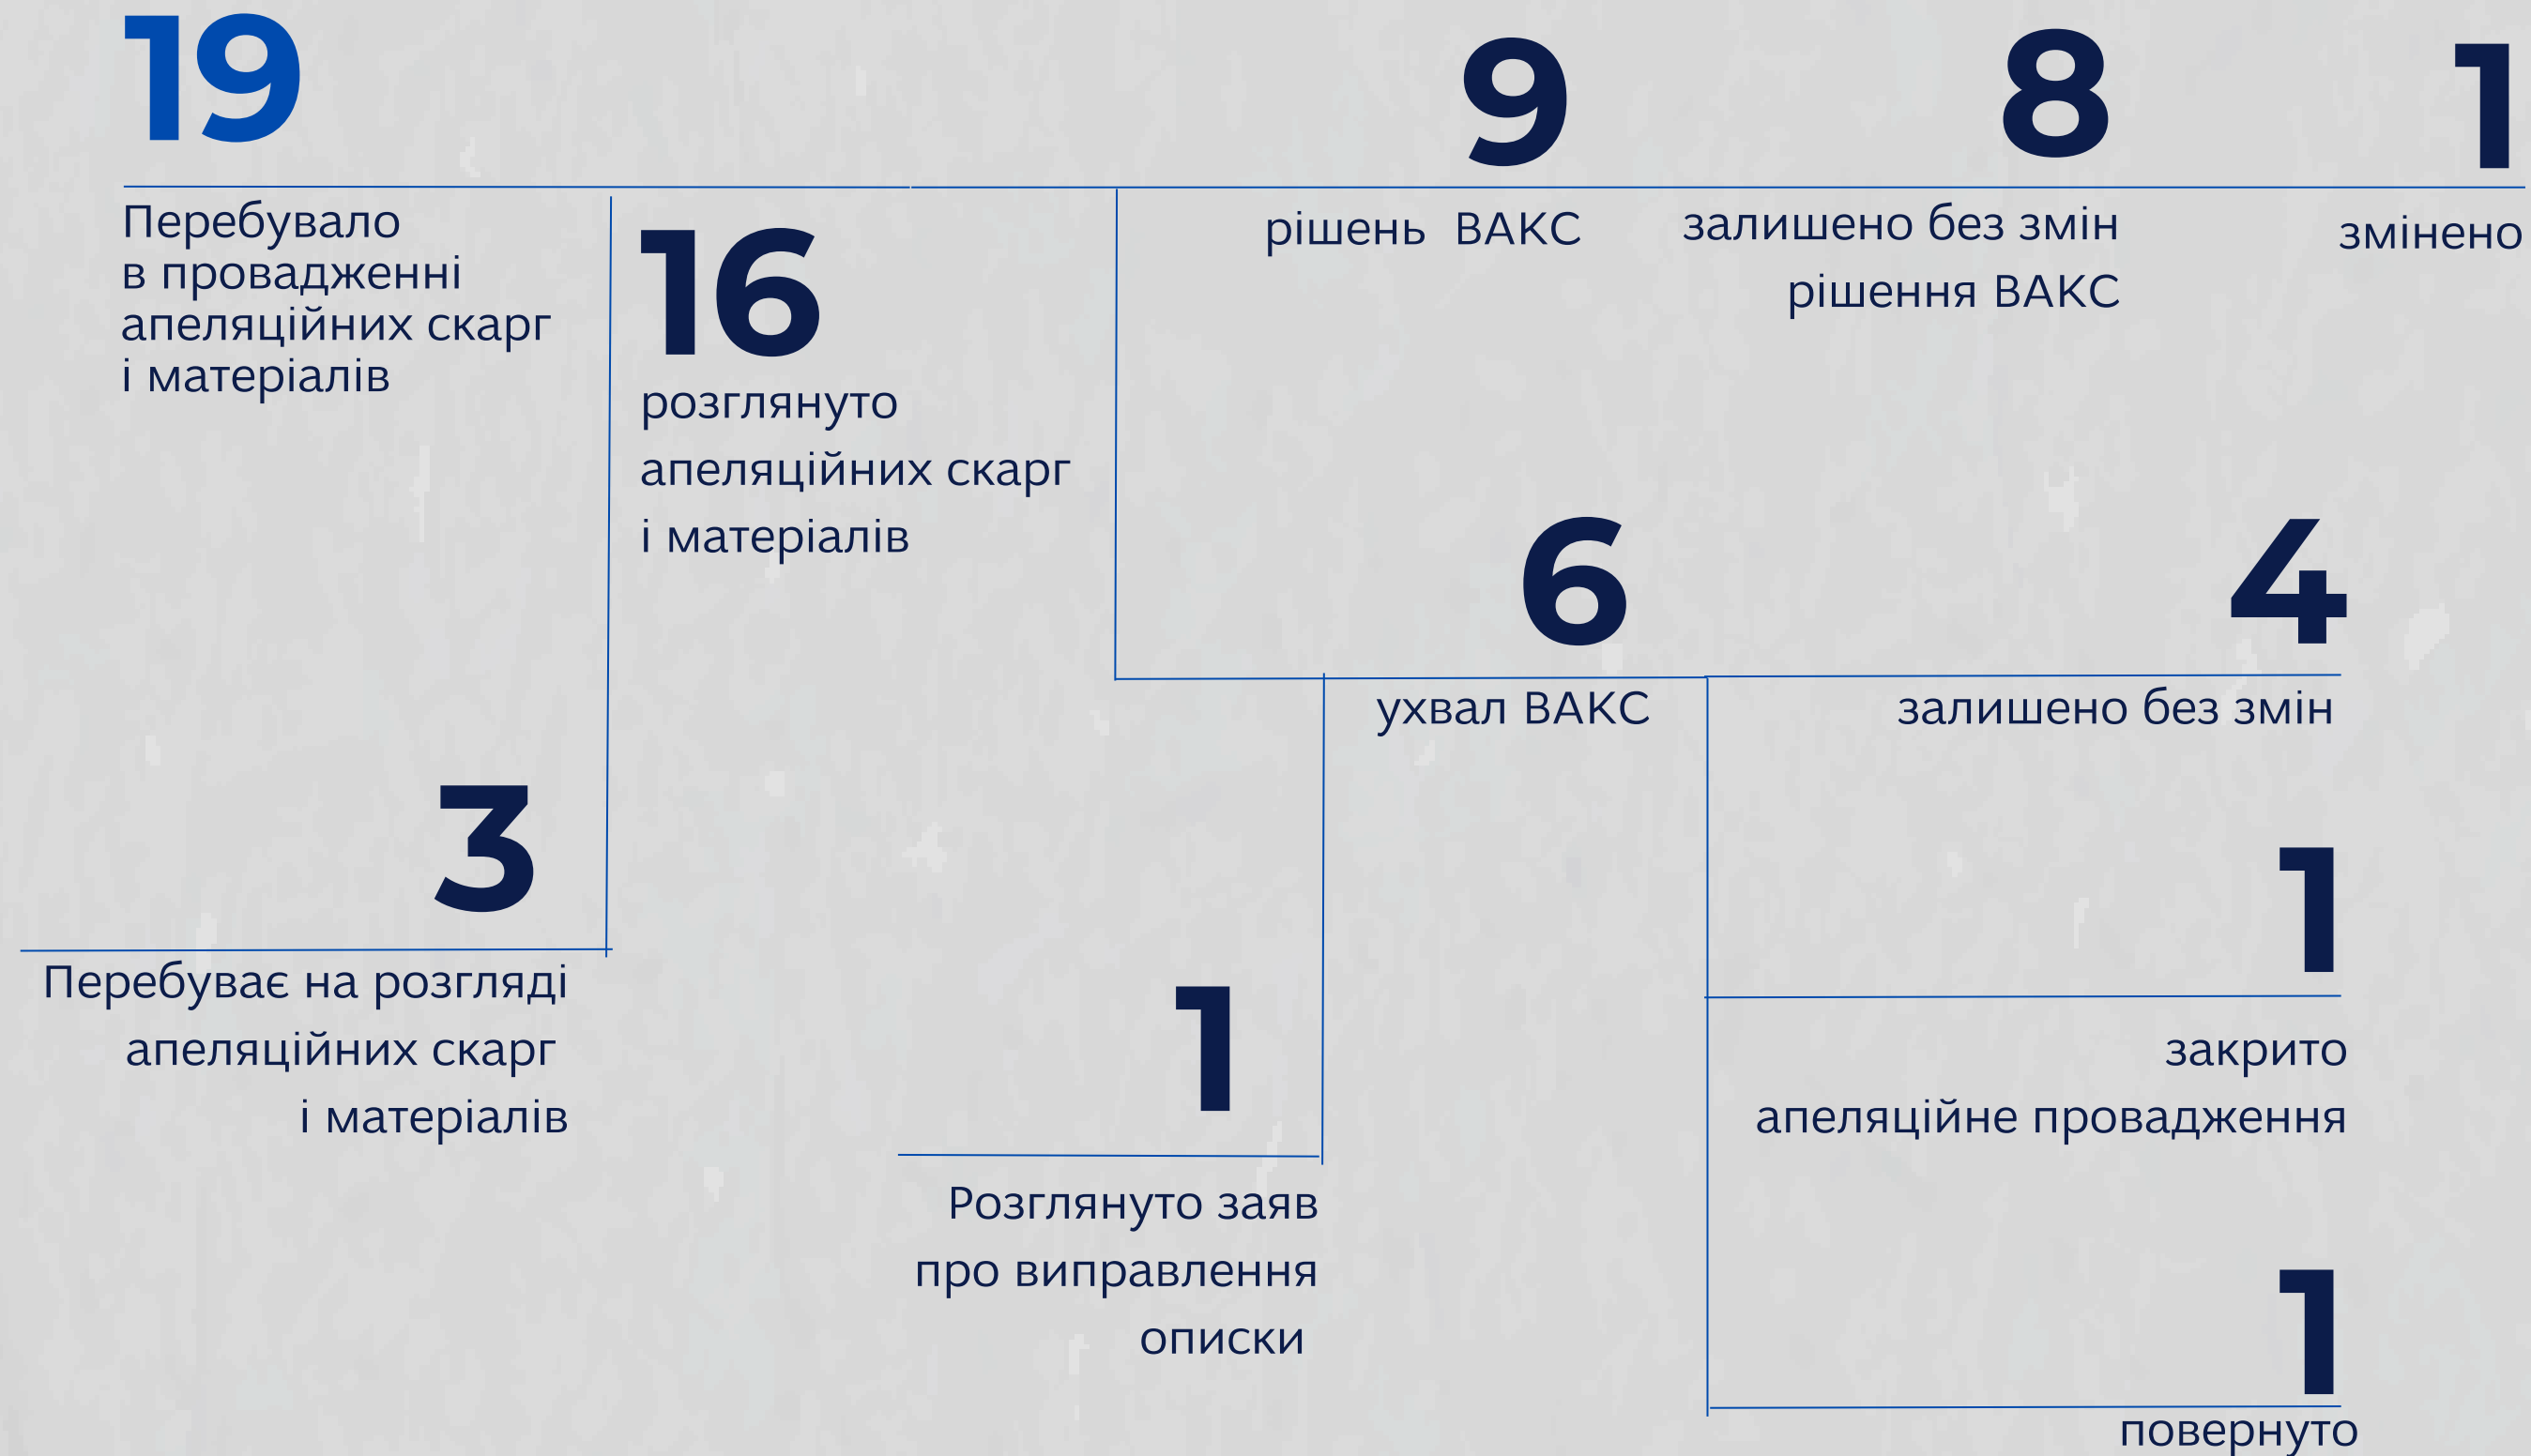 19
Перебувало
в провадженні
апеляційних скарг
і матеріалів
16
розглянуто
апеляційних скарг
і матеріалів
9
рішень ВАКС
8
залишено без змін
рішення ВАКС
1
змінено
6
ухвал ВАКС
4
залишено без змін
1
закрито
апеляційне провадження
1
повернуто
3
Перебуває на розгляді
апеляційних скарг
і матеріалів
1
Розглянуто заяв
про виправлення
описки